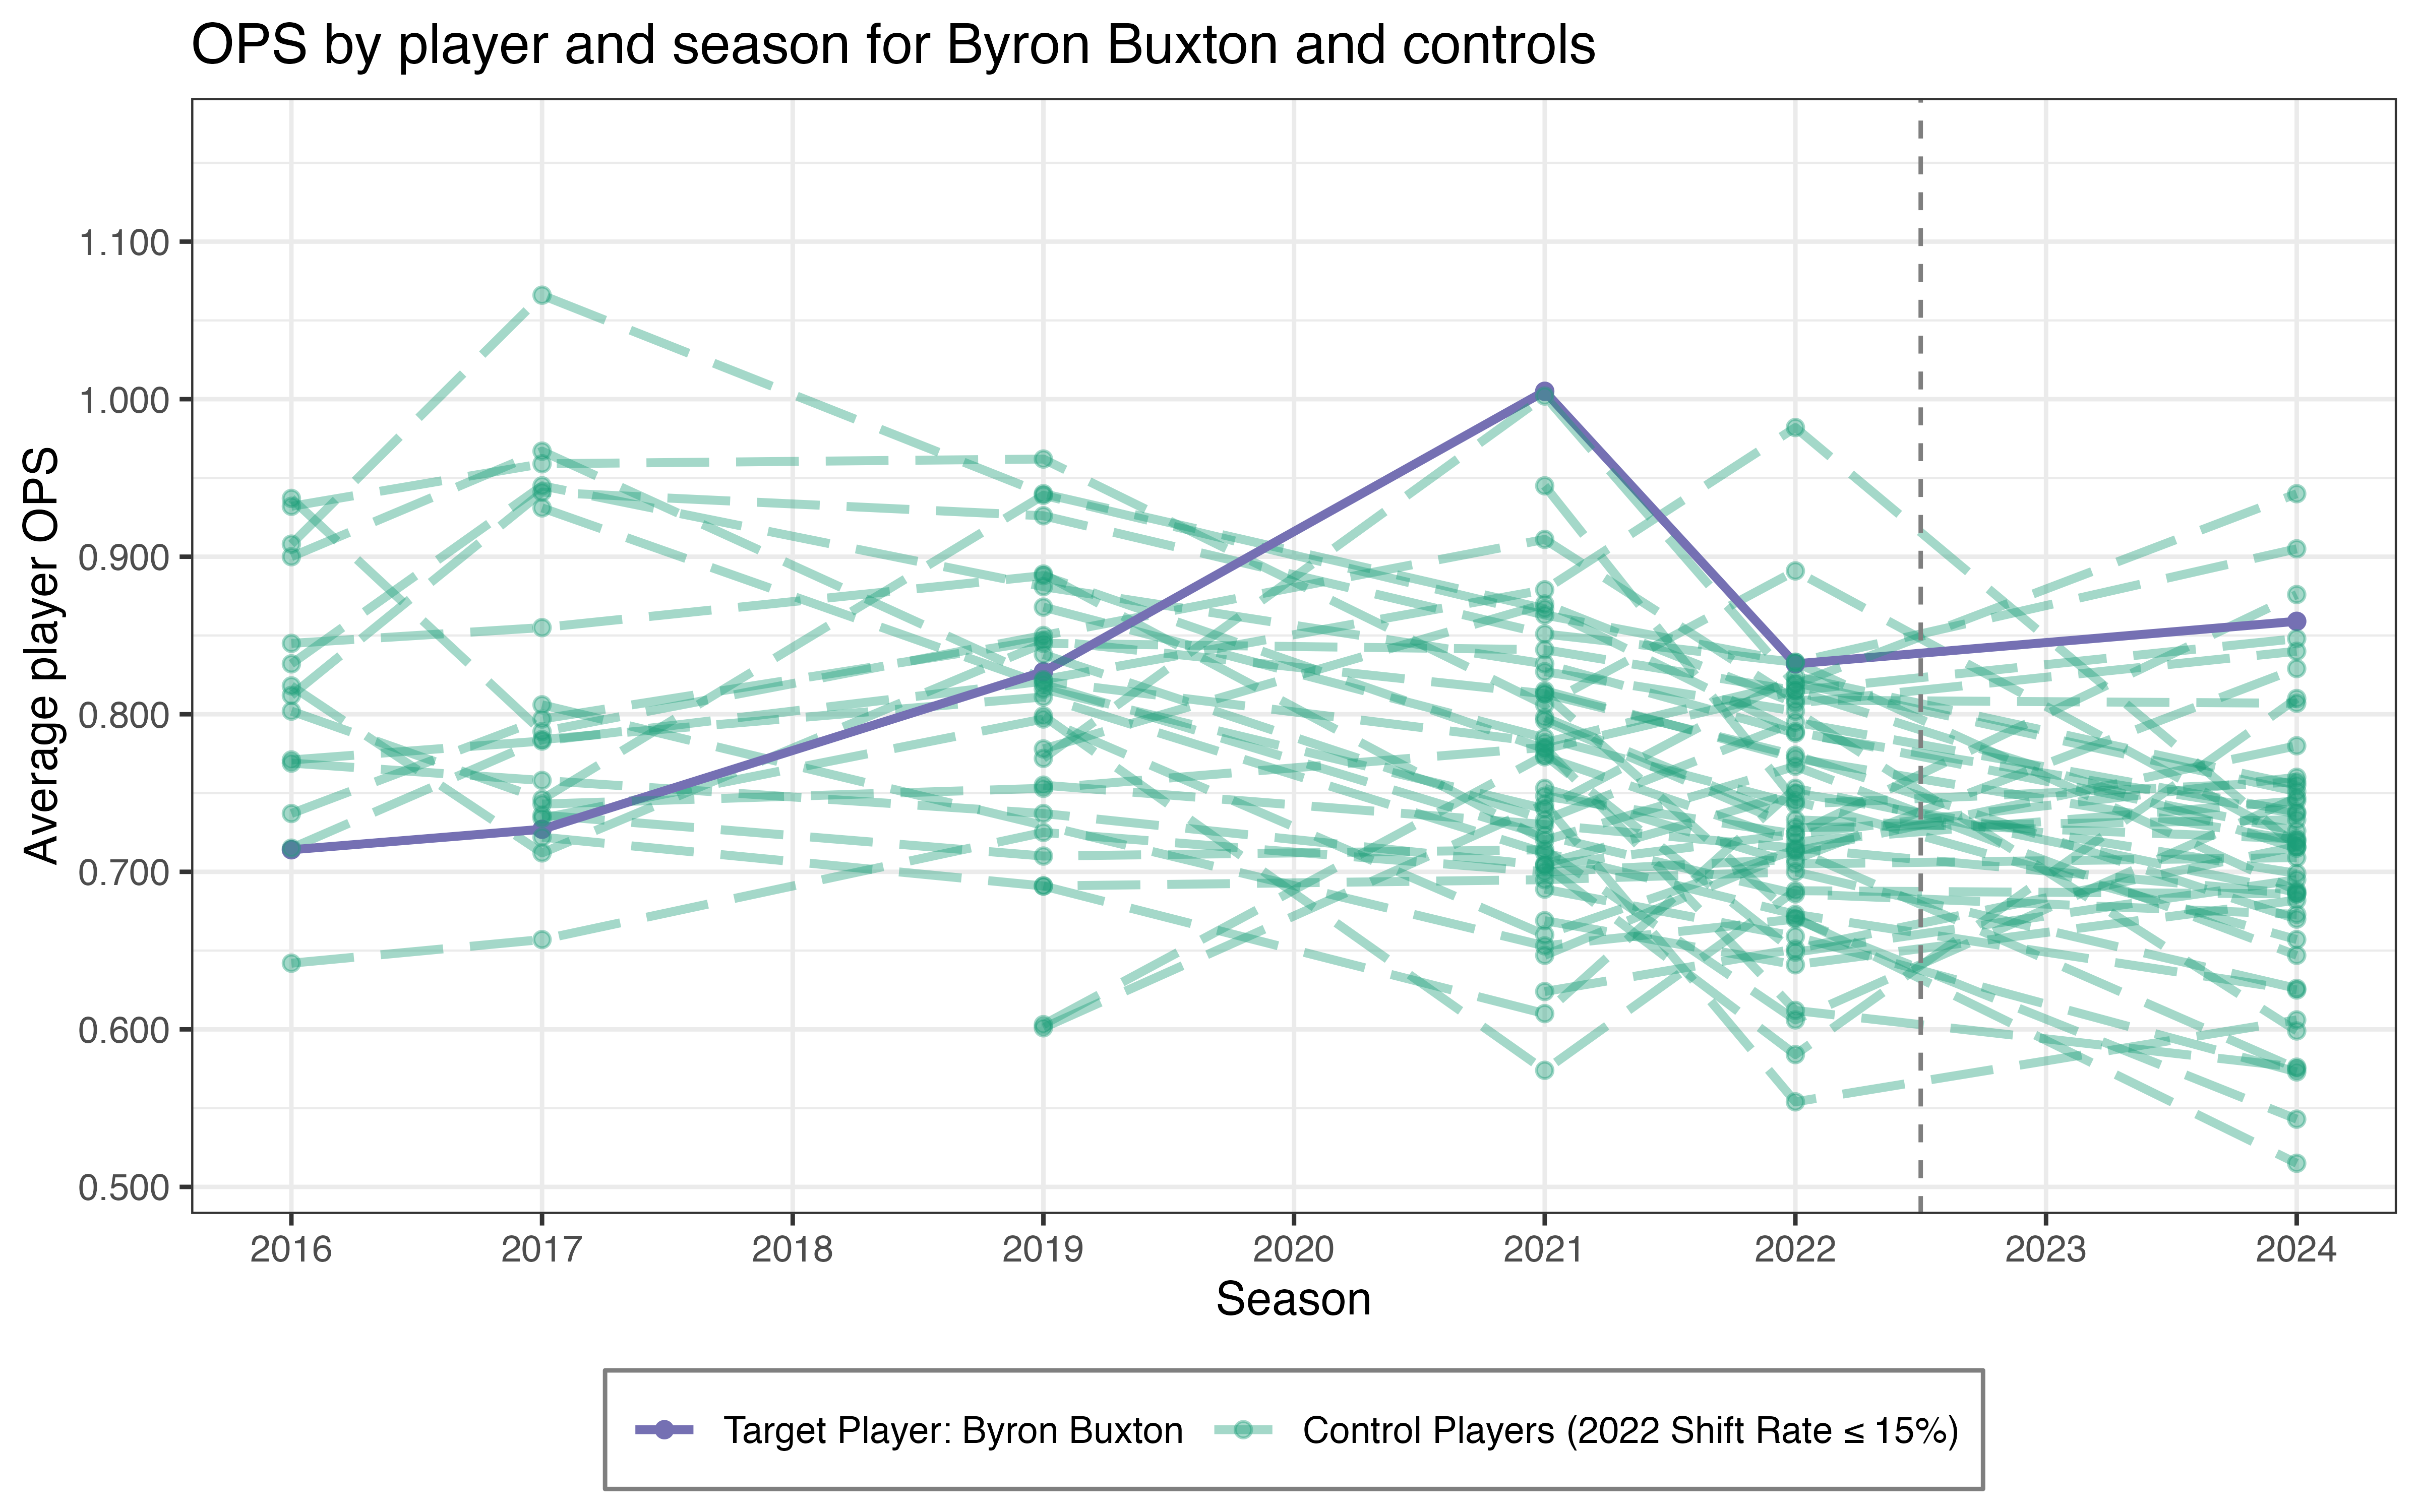 OPS by player and season for Byron Buxton and controls
Average player OPS
1.100
1.000
0.900
0.800
0.700
0.600
0.500
2016 2017 2018 2019 2020 2021 2022 2023 2024
Season
Target Player: Byron Buxton Control Players (2022 Shift Rate ≤ 15%)